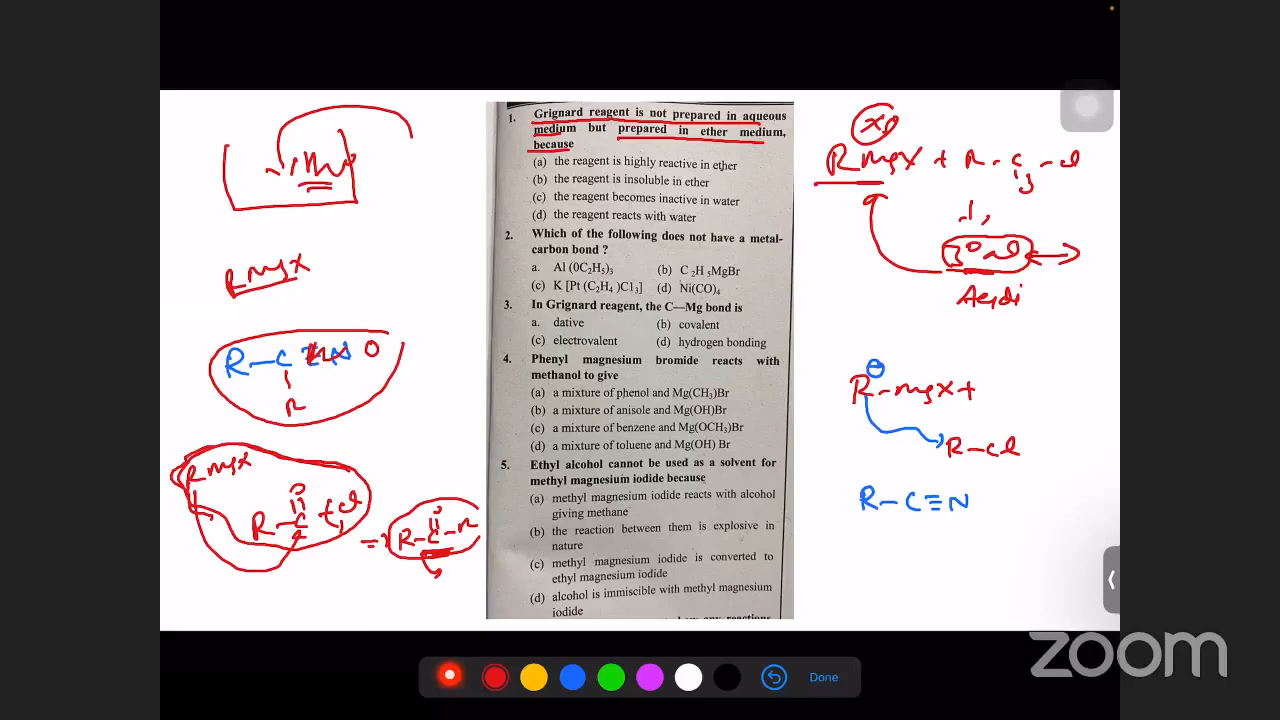 1. Grignard reagent is not prepared in aqueous
medium but prepared in ether medium,
because
(a) the reagent is highly reactive in ether
(b) the reagent is insoluble in ether
(c) the reagent becomes inactive in water
(d) the reagent reacts with water
2. Which of the following does not have a metal-
carbon bond ?
a. Al (0C₂H₅)₃ (b) C ₂H ₅MgBr
(c) K [Pt (C₂H₄ )C1₃] (d) Ni(CO)₄
3. In Grignard reagent, the C—Mg bond is
a. dative (b) covalent
(c) electrovalent (d) hydrogen bonding
4. Phenyl magnesium bromide reacts with
methanol to give
(a) a mixture of phenol and Mg(CH₃)Br
(b) a mixture of anisole and Mg(OH)Br
(c) a mixture of benzene and Mg(OCH₃)Br
(d) a mixture of toluene and Mg(OH) Br
5. Ethyl alcohol cannot be used as a solvent for
methyl magnesium iodide because
(a) methyl magnesium iodide reacts with alcohol
giving methane
(b) the reaction between them is explosive in
nature
(c) methyl magnesium iodide is converted to
ethyl magnesium iodide
(d) alcohol is immiscible with methyl magnesium
iodide
RMgX
R—C
O
R
RMgX
O
R—C
Cl
⇒ R—C—R
O
RMgX + R-C-Cl
3°
Acidi
R-MgX+
R-Cl
R-C≡N
Done
zoom